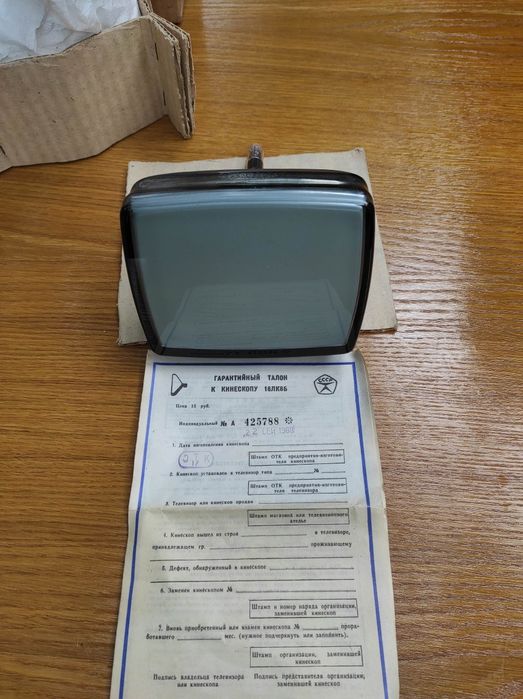 ГАРАНТИЙНЫЙ ТАЛОН
К КИНЕСКОПУ 16ЛК8Б
СССР
Цена 15 руб.
Индивидуальный № А 425788
22 СЕН 1989
1. Дата изготовления кинескопа
Штамп ОТК предприятия-изготовителя кинескопа
2. Кинескоп установлен в телевизор типа № 
Штамп ОТК предприятия-изготовителя телевизора
3. Телевизор или кинескоп продан
Штамп магазина или телевизионного
ателье
4. Кинескоп вышел из строя в телевизоре,
принадлежащем гр. проживающему
5. Дефект, обнаруженный в кинескопе
6. Заменен кинескопом №
Штамп и номер наряда организации,
заменившей кинескоп
7. Вновь приобретенный или взамен кинескопа № прора-
ботавшего мес. (нужное подчеркнуть или заполнить).
Штамп организации, заменившей
кинескоп
Подпись владельца телевизора
или кинескопа
Подпись представителя организации,
заменившей кинескоп